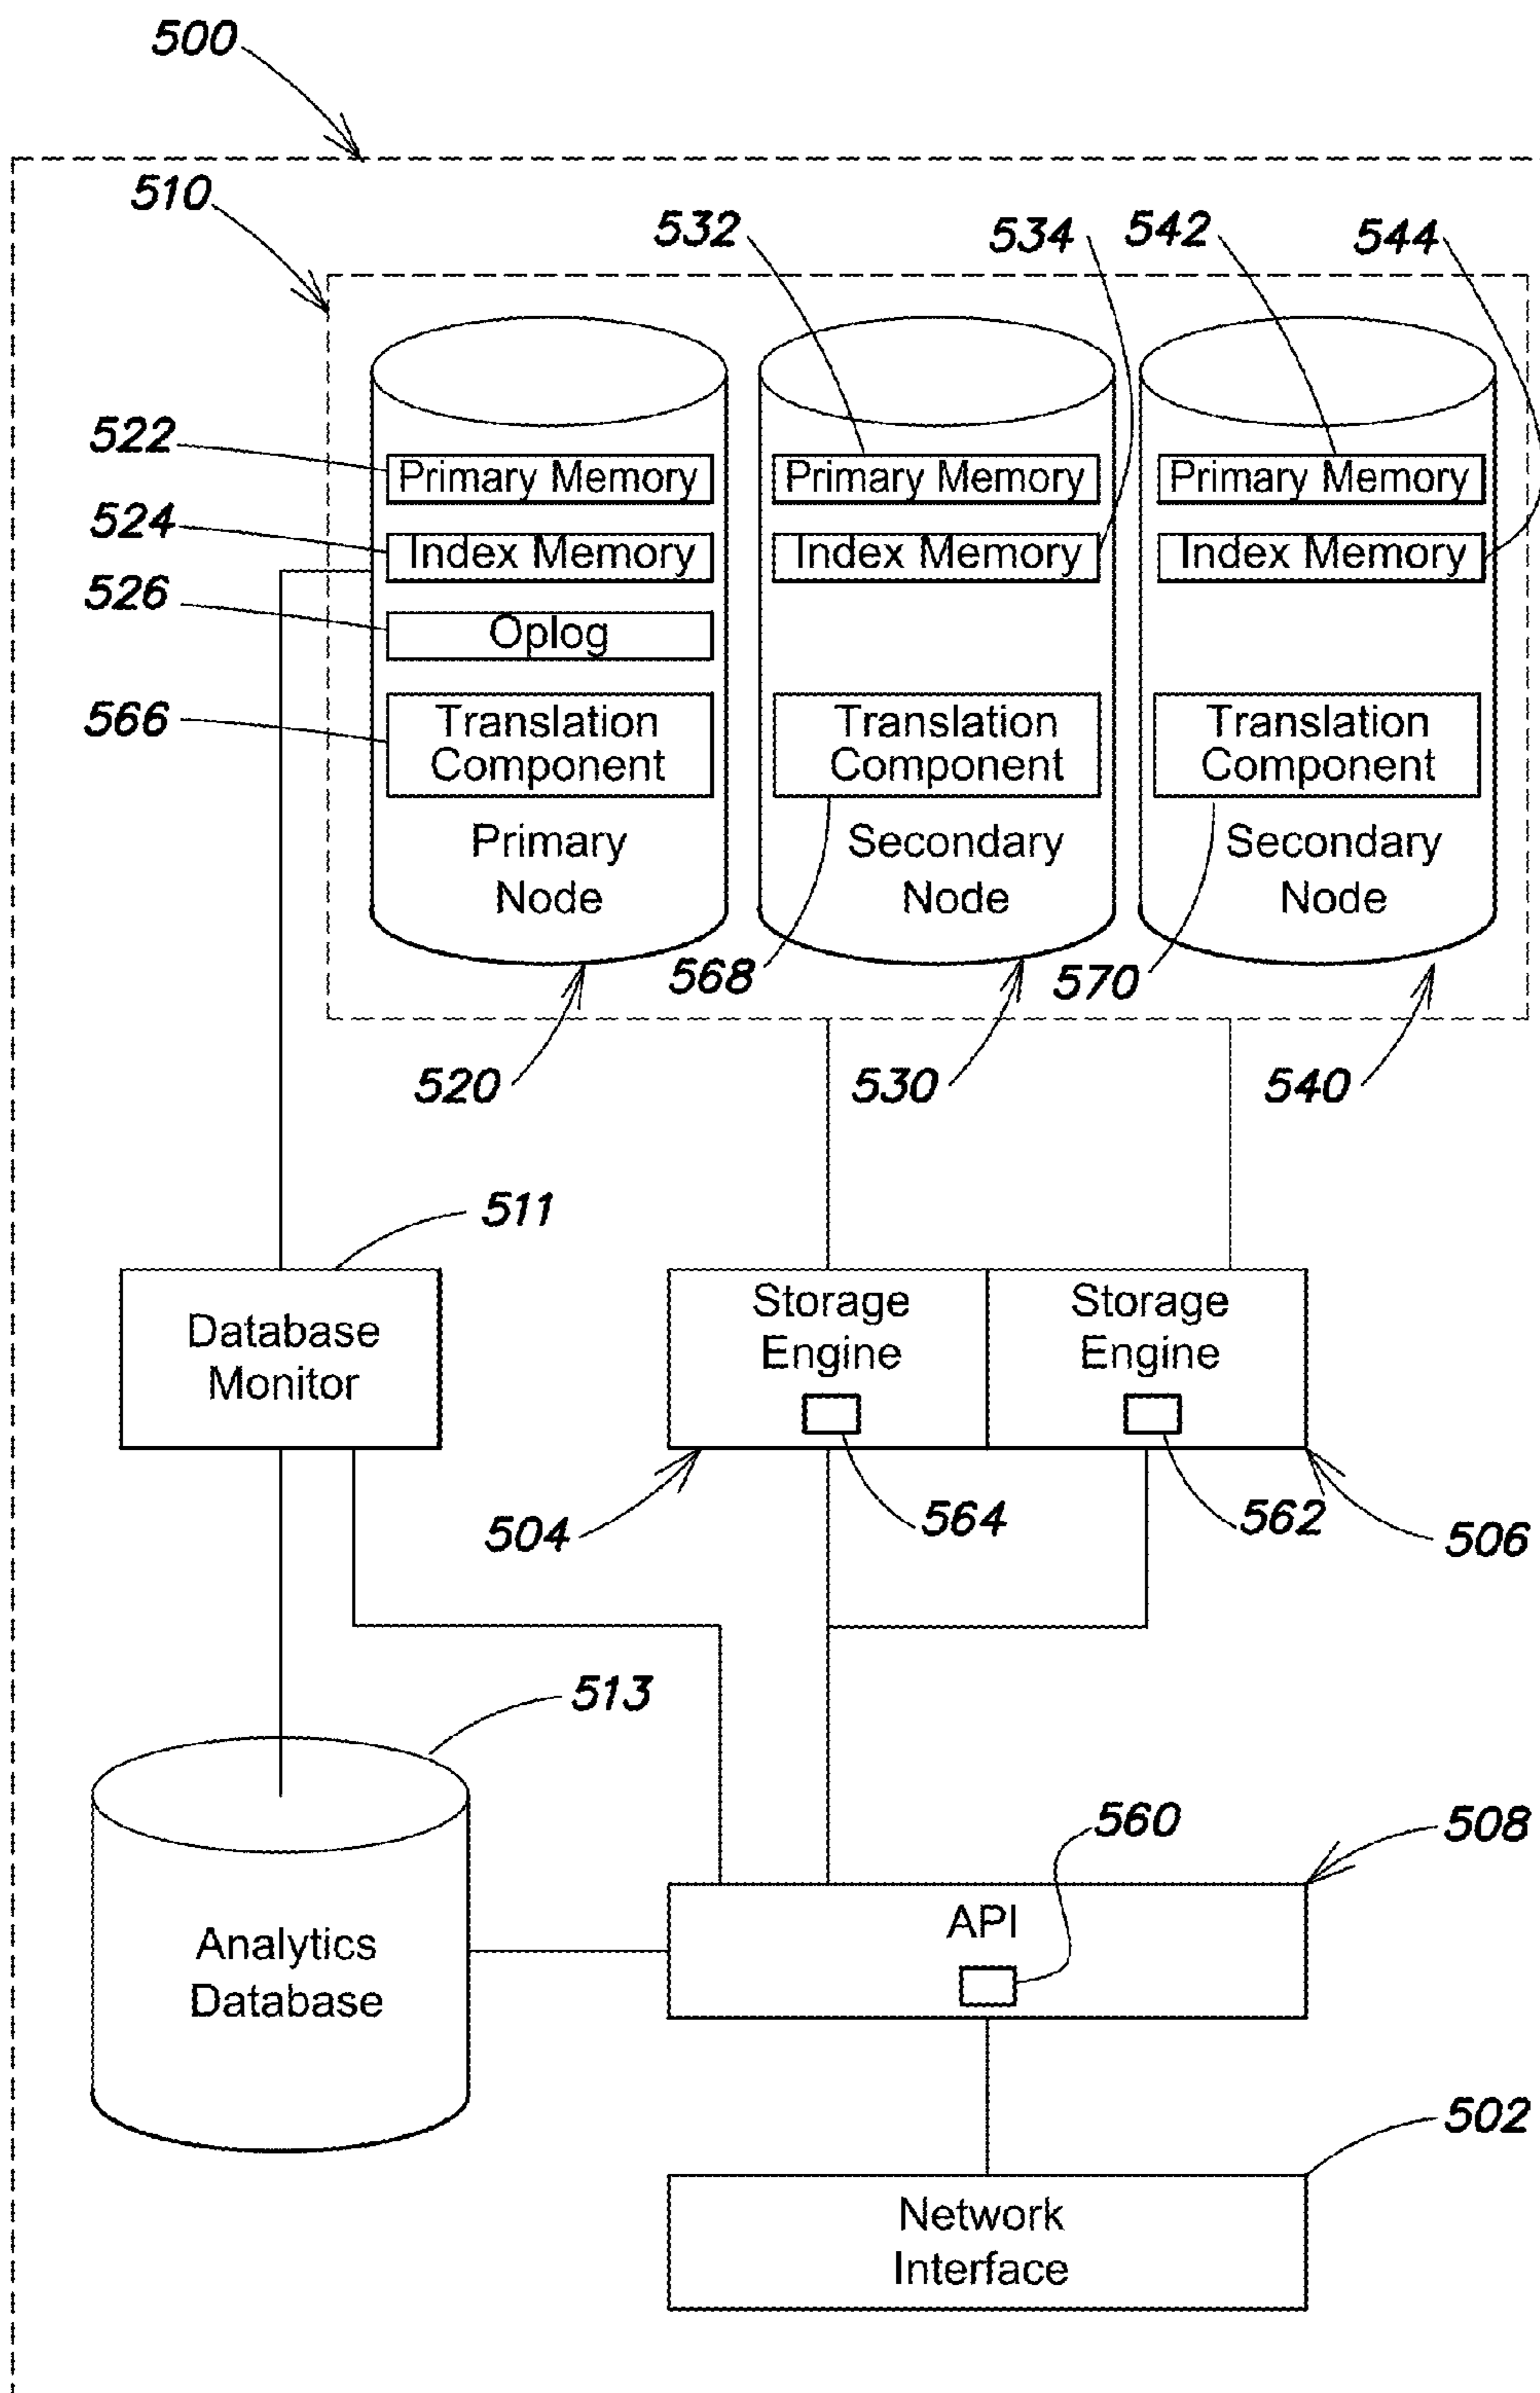 500
510
532
534
542
544
522
Primary Memory
Primary Memory
Primary Memory
524
Index Memory
Index Memory
Index Memory
526
Oplog
566
Translation
Component
Translation
Component
Translation
Component
Primary
Node
Secondary
Node
Secondary
Node
568
570
520
530
540
511
Database
Monitor
Storage
Engine
Storage
Engine
504
564
562
506
513
560
508
Analytics
Database
API
502
Network
Interface